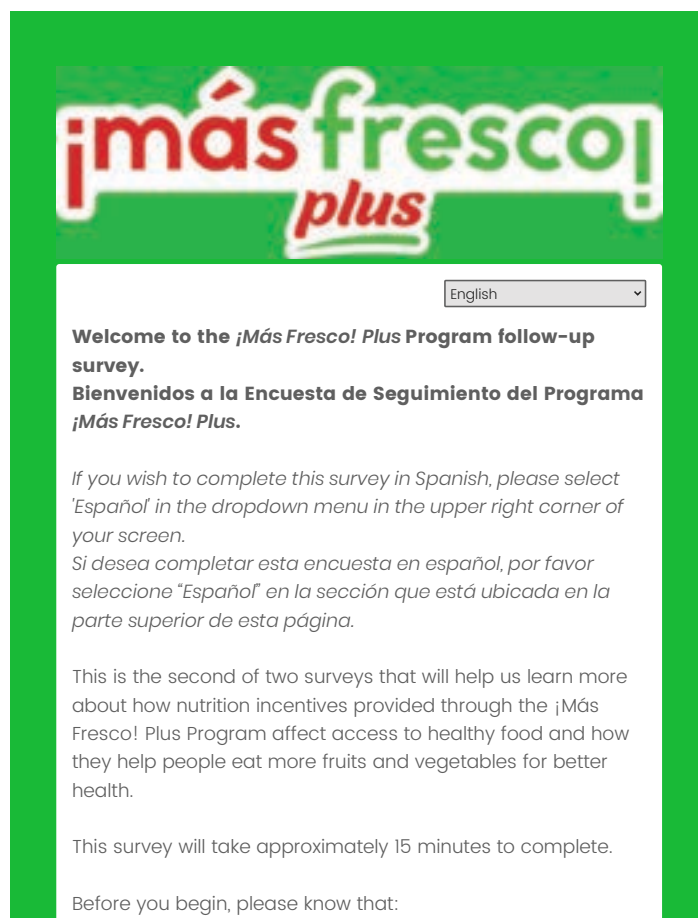 ¡más fresco!
plus
English
Welcome to the ¡Más Fresco! Plus Program follow-up
survey.
Bienvenidos a la Encuesta de Seguimiento del Programa
¡Más Fresco! Plus.
If you wish to complete this survey in Spanish, please select
'Español' in the dropdown menu in the upper right corner of
your screen.
Si desea completar esta encuesta en español, por favor
seleccione “Español” en la sección que está ubicada en la
parte superior de esta página.
This is the second of two surveys that will help us learn more
about how nutrition incentives provided through the ¡Más
Fresco! Plus Program affect access to healthy food and how
they help people eat more fruits and vegetables for better
health.
This survey will take approximately 15 minutes to complete.
Before you begin, please know that: